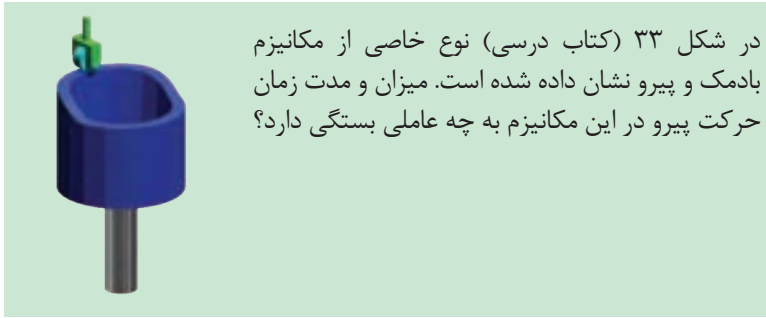 در شکل ۳۳ (کتاب درسی) نوع خاصی از مکانیزم
بادمک و پیرو نشان داده شده است. میزان و مدت زمان
حرکت پیرو در این مکانیزم به چه عاملی بستگی دارد؟